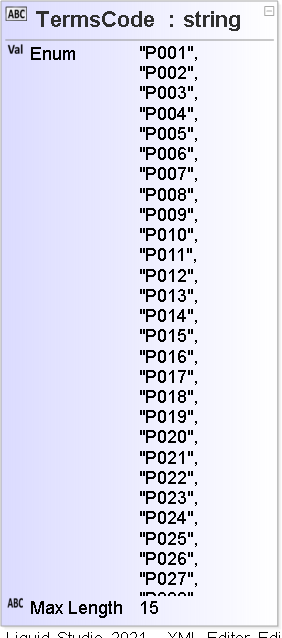 ABC TermsCode : string
Val Enum "P001",
"P002",
"P003",
"P004",
"P005",
"P006",
"P007",
"P008",
"P009",
"P010",
"P011",
"P012",
"P013",
"P014",
"P015",
"P016",
"P017",
"P018",
"P019",
"P020",
"P021",
"P022",
"P023",
"P024",
"P025",
"P026",
"P027",
ABC Max Length 15
Liquid Studio 2021 - XML Editor Edi